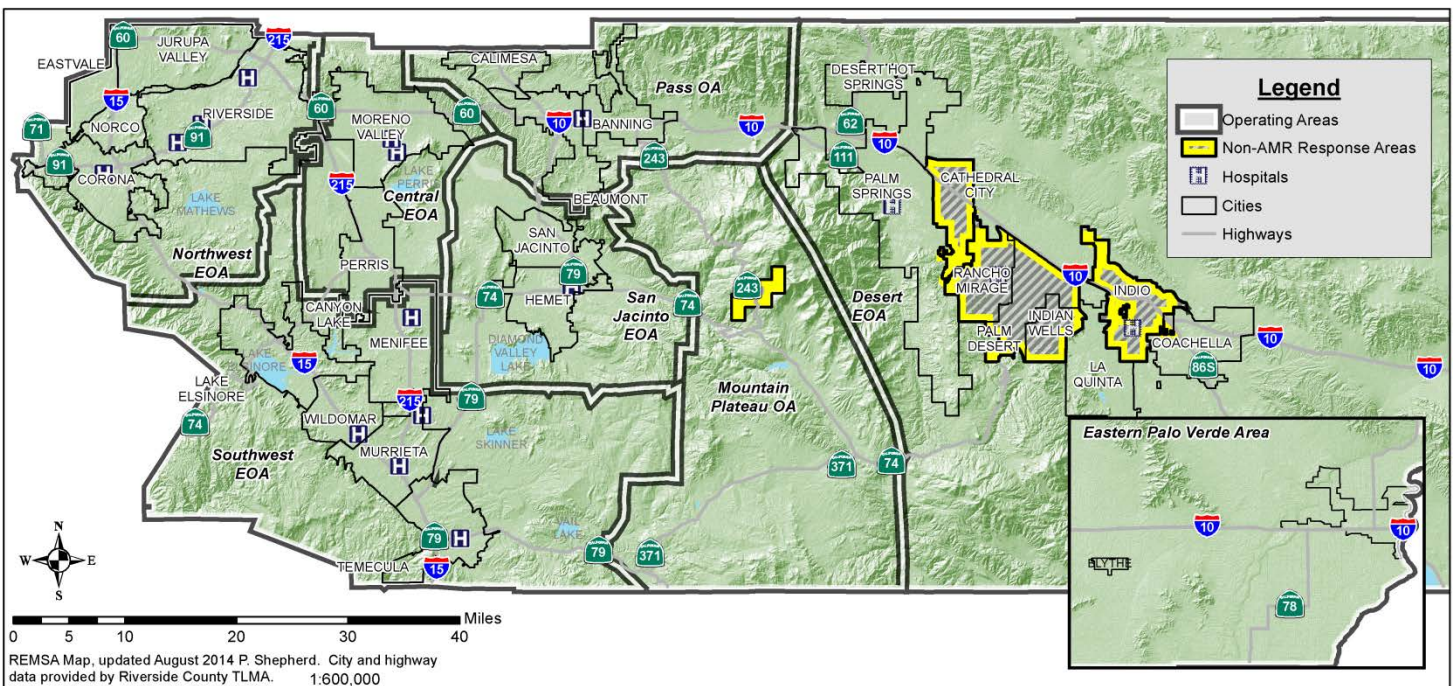 60
215
JURUPA
VALLEY
EASTVALE
15
H
RIVERSIDE
71
NORCO
91
H
91
CORONA
LAKE
MATHEWS
Northwest
EOA
60
MORENO
VALLEY
H
H
LAKE
215
Central
EOA
PERRIS
CANYON
LAKE
60
CALIMESA
10
H
BANNING
243
BEAUMONT
Pass OA
10
SAN
JACINTO
79
HEMET
74
San
Jacinto
EOA
DIAMOND
VALLEY
LAKE
74
243
H
MENIFEE
15
LAKE
ELSINORE
74
215
79
H
WILDOMAR
H
LAKE
SKINNER
MURRIETA
H
Southwest
EOA
79
H
TEMECULA
15
VAIL
LAKE
79
371
Mountain
Plateau OA
371
74
DESERT HOT
SPRINGS
62
111
10
PALM
SPRINGS
H
CATHEDRAL
CITY
Desert
EOA
RANCHO
MIRAGE
10
INDIO
H
PALM
DESERT
INDIAN
WELLS
LA
QUINTA
COACHELLA
86S
10
10
Legend
Operating Areas
Non-AMR Response Areas
H Hospitals
Cities
Highways
Eastern Palo Verde Area
10
10
BLYTHE
78
N
W E
S
0 5 10 20 30 40 Miles
REMSA Map, updated August 2014 P. Shepherd. City and highway
data provided by Riverside County TLMA. 1:600,000